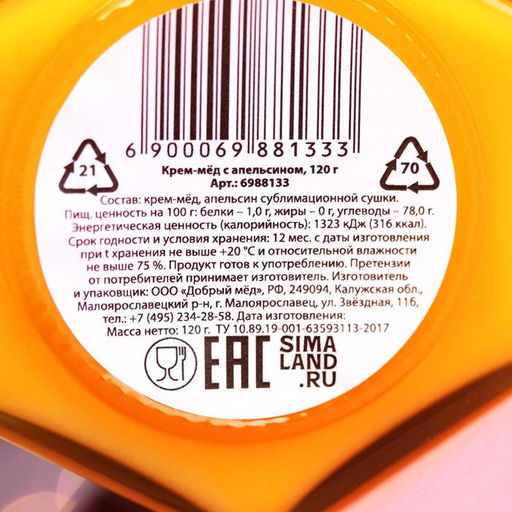 6 900069 881333
21
70
Крем-мёд с апельсином, 120 г
Арт.: 6988133
Состав: крем-мёд, апельсин сублимационной сушки.
Пищ. ценность на 100 г: белки – 1,0 г, жиры – 0 г, углеводы – 78,0 г.
Энергетическая ценность (калорийность): 1323 кДж (316 ккал).
Срок годности и условия хранения: 12 мес. с даты изготовления
при t хранения не выше +20 °С и относительной влажности
не выше 75 %. Продукт готов к употреблению. Претензии
от потребителей принимает изготовитель. Изготовитель
и упаковщик: ООО «Добрый мёд», РФ, 249094, Калужская обл.,
Малоярославецкий р-н, г. Малоярославец, ул. Звёздная, 11б,
тел.: +7 (495) 234-28-58. Дата изготовления:
Масса нетто: 120 г. ТУ 10.89.19-001-63593113-2017
EAC
SIMA
LAND
.RU